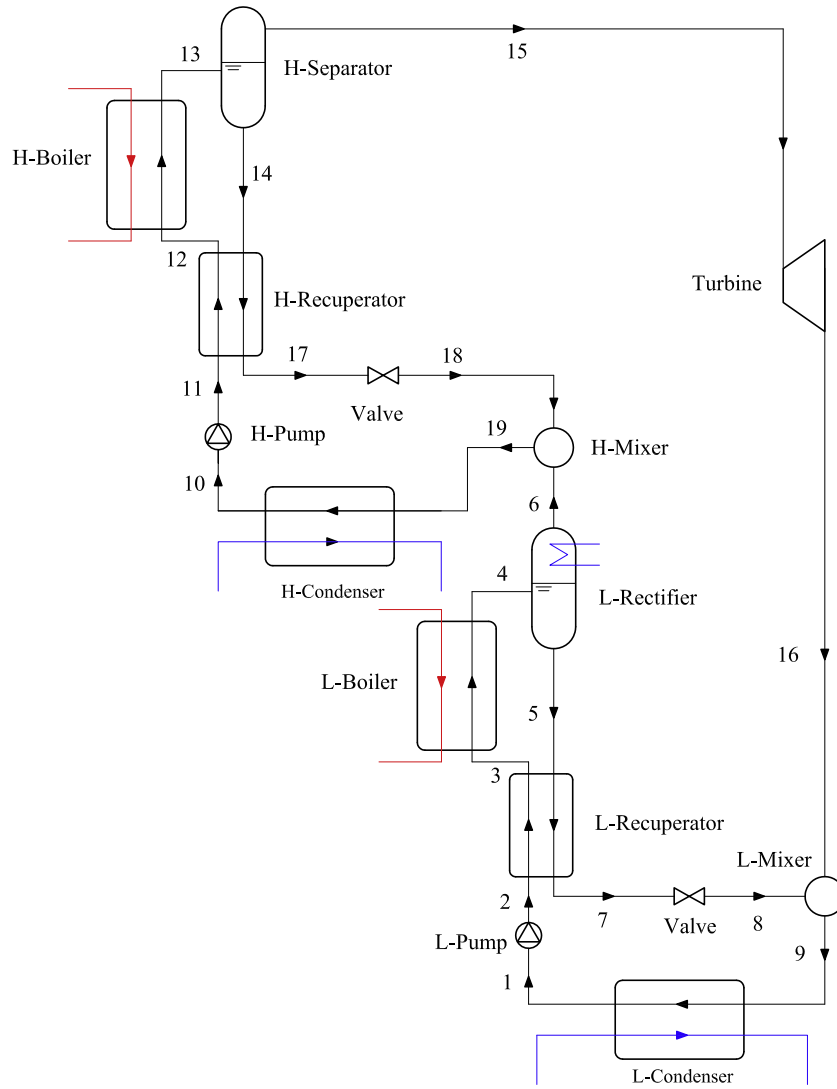 13
H-Separator
15
H-Boiler
14
12
H-Recuperator
Turbine
17
18
11
Valve
H-Pump
19
H-Mixer
10
6
H-Condenser
4
L-Rectifier
16
L-Boiler
5
3
L-Recuperator
L-Mixer
2
7
Valve
8
L-Pump
9
1
L-Condenser